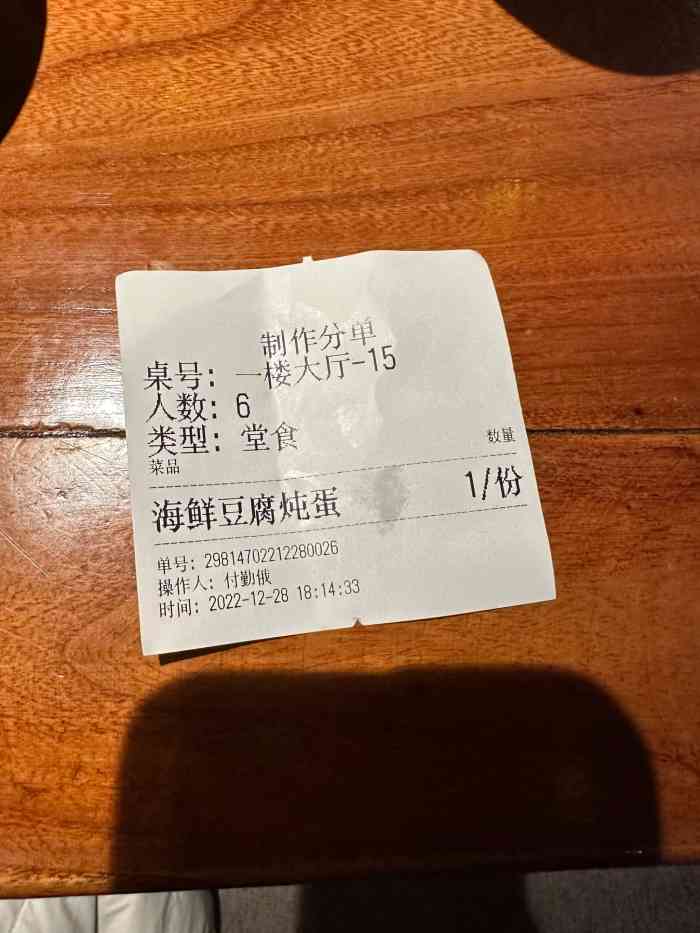 制作分单
桌号: 一楼大厅-15
人数: 6
类型: 堂食
菜品 数量
海鲜豆腐炖蛋 1/份
单号: 29814702212280026
操作人: 付勤俄
时间: 2022-12-28 18:14:33